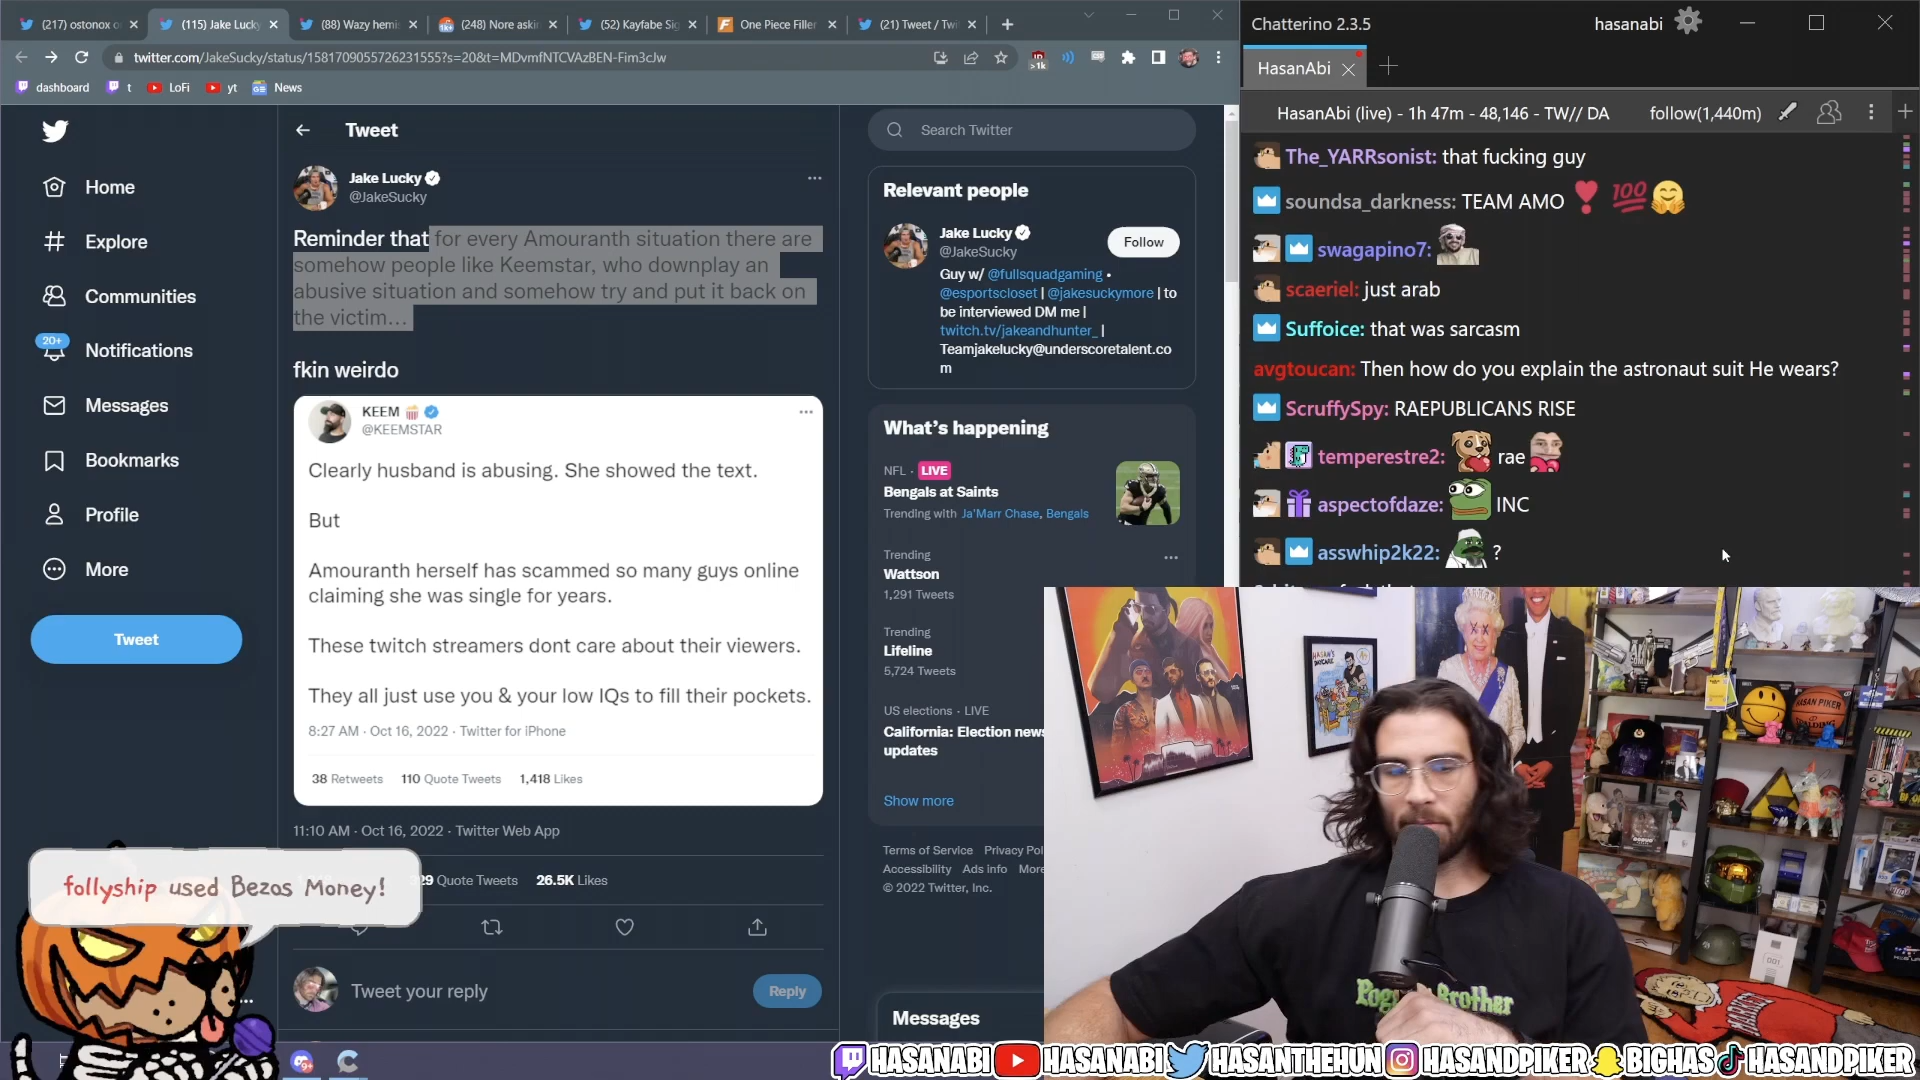 (217) ostonox o
(115) Jake Lucky
(88) Wazy hemi
(248) Nore askin
(52) Kayfabe Sig
One Piece Filler
(21) Tweet / Twi
twitter.com/JakeSucky/status/1581709055726231555?s=20&t=MDvmfNTCVAzBEN-Fim3cJw
>1k
dashboard
t
LoFi
yt
News
Home
Explore
Communities
20+
Notifications
Messages
Bookmarks
Profile
More
Tweet
Tweet
Jake Lucky
@JakeSucky
Reminder that for every Amouranth situation there are
somehow people like Keemstar, who downplay an
abusive situation and somehow try and put it back on
the victim…
fkin weirdo
KEEM
@KEEMSTAR
Clearly husband is abusing. She showed the text.
But
Amouranth herself has scammed so many guys online
claiming she was single for years.
These twitch streamers dont care about their viewers.
They all just use you & your low IQs to fill their pockets.
8:27 AM · Oct 16, 2022 · Twitter for iPhone
38 Retweets 110 Quote Tweets 1,418 Likes
11:10 AM · Oct 16, 2022 · Twitter Web App
29 Quote Tweets 26.5K Likes
Tweet your reply
Reply
follyship used Bezos Money!
Search Twitter
Relevant people
Jake Lucky
@JakeSucky
Follow
Guy w/ @fullsquadgaming •
@esportscloset | @jakesuckymore | to
be interviewed DM me |
twitch.tv/jakeandhunter_ |
Teamjakelucky@underscoretalent.co
m
What's happening
NFL · LIVE
Bengals at Saints
Trending with Ja'Marr Chase, Bengals
Trending
Wattson
1,291 Tweets
Trending
Lifeline
5,724 Tweets
US elections · LIVE
California: Election news
updates
Show more
Terms of Service Privacy Pol
Accessibility Ads info More
© 2022 Twitter, Inc.
Messages
Chatterino 2.3.5
hasanabi
HasanAbi
HasanAbi (live) - 1h 47m - 48,146 - TW// DA
follow(1,440m)
The_YARRsonist: that fucking guy
soundsa_darkness: TEAM AMO 100
swagapino7:
scaeriel: just arab
Suffoice: that was sarcasm
avgtoucan: Then how do you explain the astronaut suit He wears?
ScruffySpy: RAEPUBLICANS RISE
temperestre2: rae
aspectofdaze: INC
asswhip2k22: ?
HASAN PIKER
SPALDING
Brother
HASANABI
HASANABI
HASANTHEHUN
HASANDPIKER
BIGHAS
HASANDPIKER